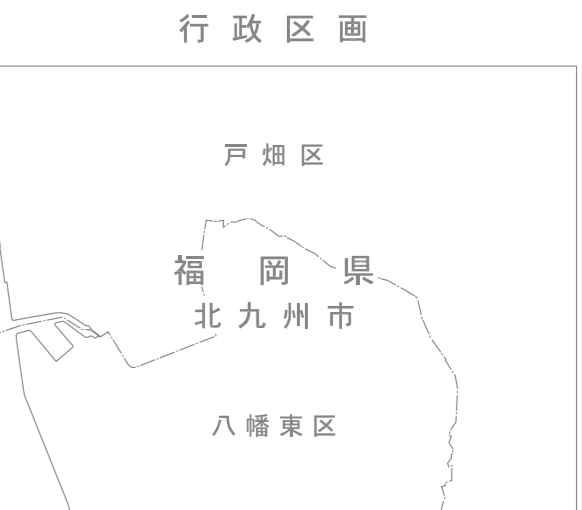 行政区画
戸畑区
福岡県
北九州市
八幡東区